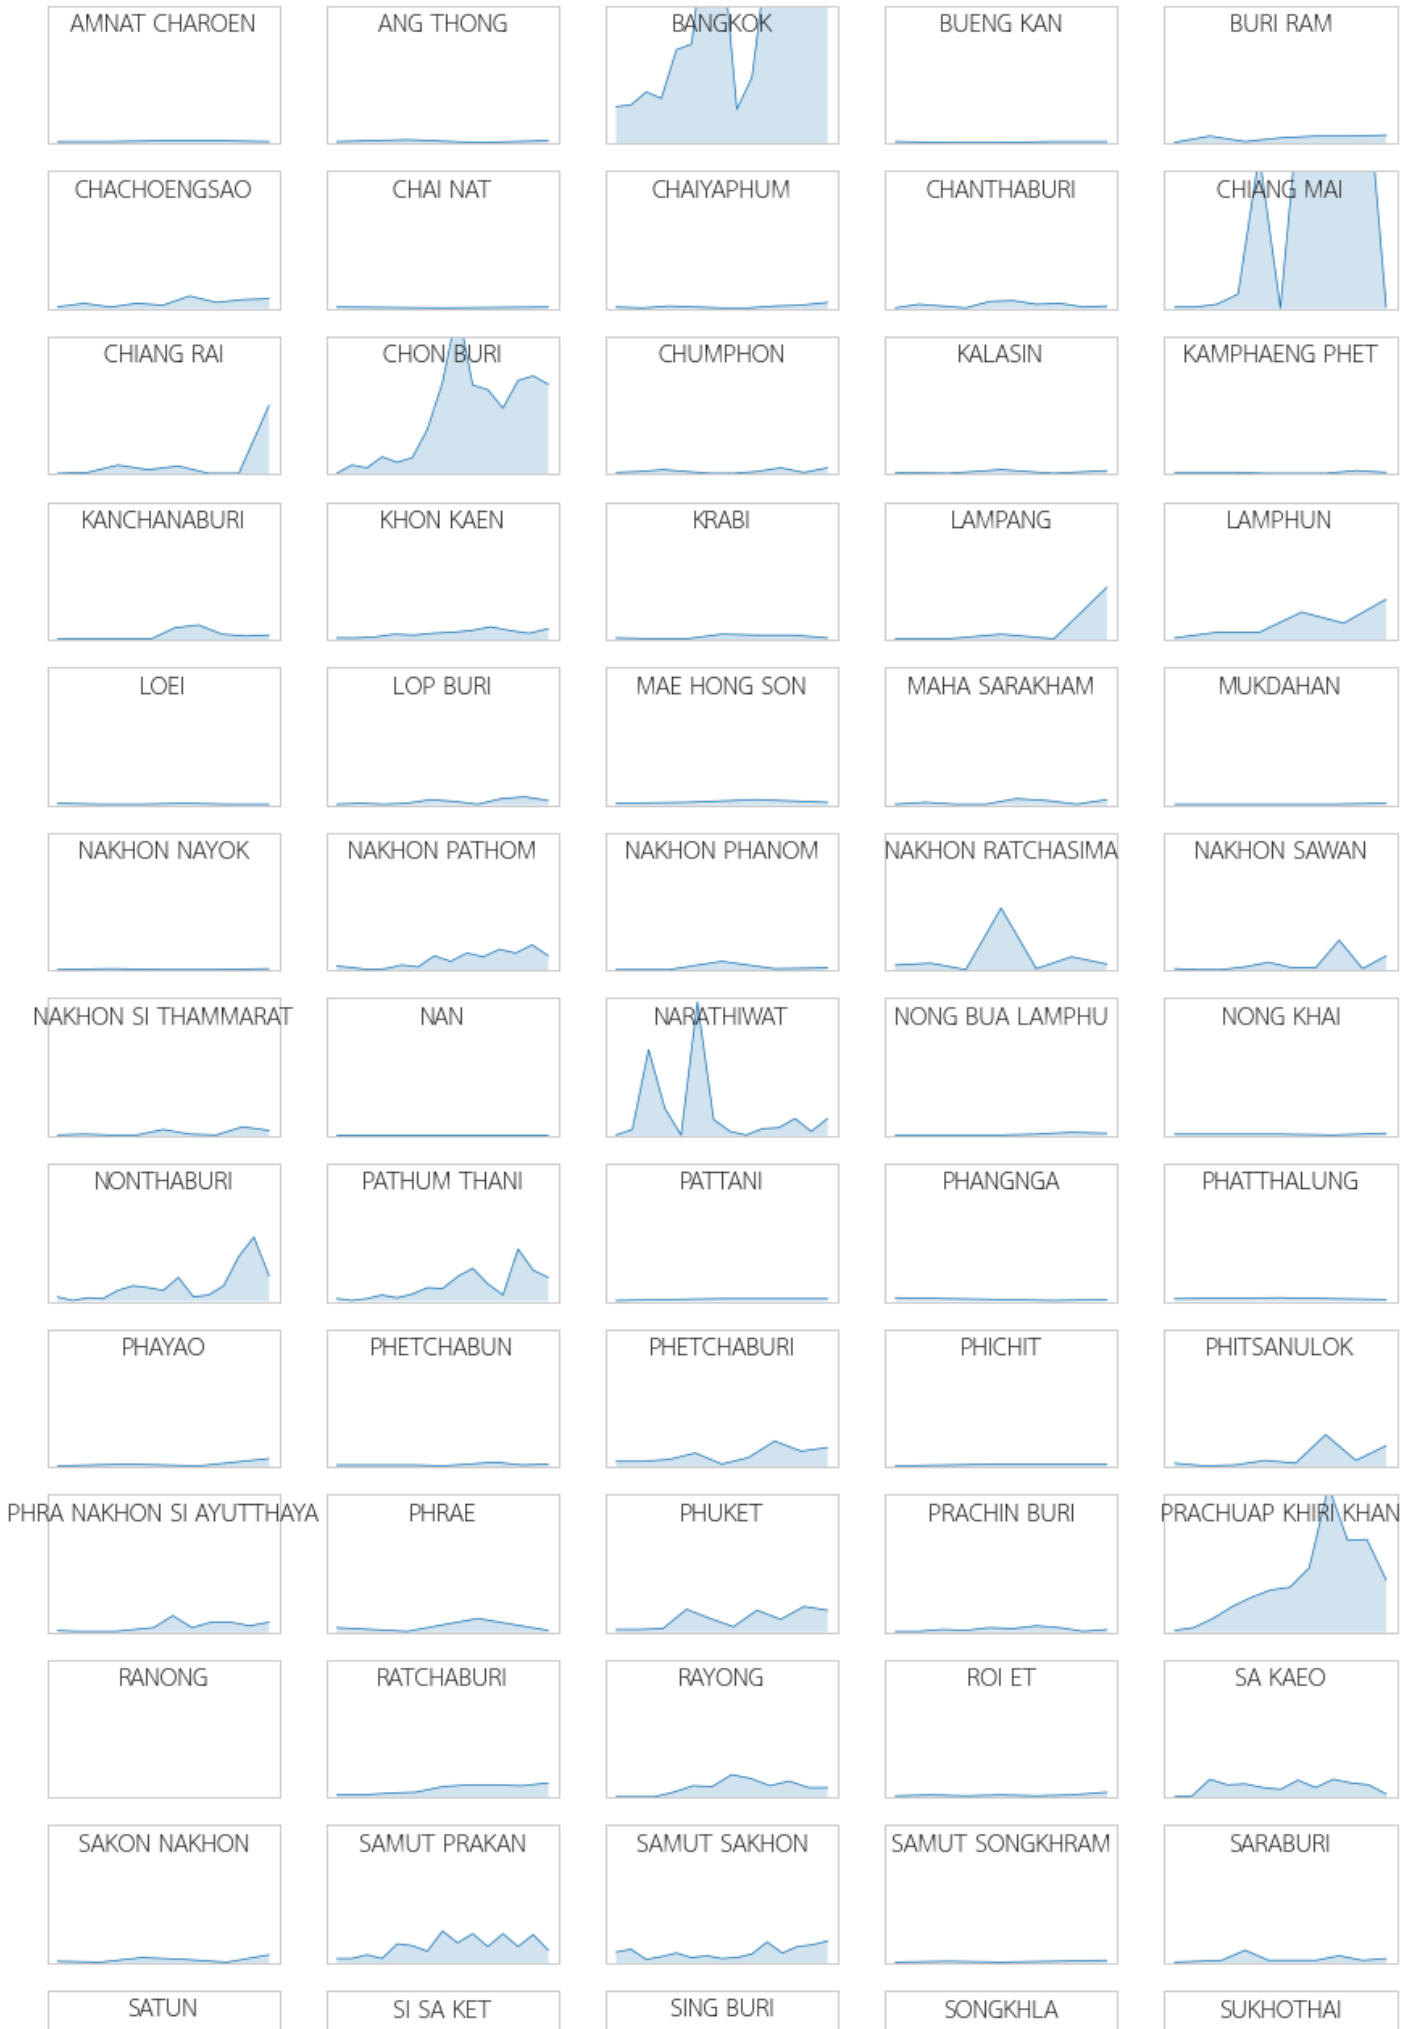 AMNAT CHAROEN
ANG THONG
BANGKOK
BUENG KAN
BURI RAM
CHACHOENGSAO
CHAI NAT
CHAIYAPHUM
CHANTHABURI
CHIANG MAI
CHIANG RAI
CHON BURI
CHUMPHON
KALASIN
KAMPHAENG PHET
KANCHANABURI
KHON KAEN
KRABI
LAMPANG
LAMPHUN
LOEI
LOP BURI
MAE HONG SON
MAHA SARAKHAM
MUKDAHAN
NAKHON NAYOK
NAKHON PATHOM
NAKHON PHANOM
NAKHON RATCHASIMA
NAKHON SAWAN
NAKHON SI THAMMARAT
NAN
NARATHIWAT
NONG BUA LAMPHU
NONG KHAI
NONTHABURI
PATHUM THANI
PATTANI
PHANGNGA
PHATTHALUNG
PHAYAO
PHETCHABUN
PHETCHABURI
PHICHIT
PHITSANULOK
PHRA NAKHON SI AYUTTHAYA
PHRAE
PHUKET
PRACHIN BURI
PRACHUAP KHIRI KHAN
RANONG
RATCHABURI
RAYONG
ROI ET
SA KAEO
SAKON NAKHON
SAMUT PRAKAN
SAMUT SAKHON
SAMUT SONGKHRAM
SARABURI
SATUN
SI SA KET
SING BURI
SONGKHLA
SUKHOTHAI